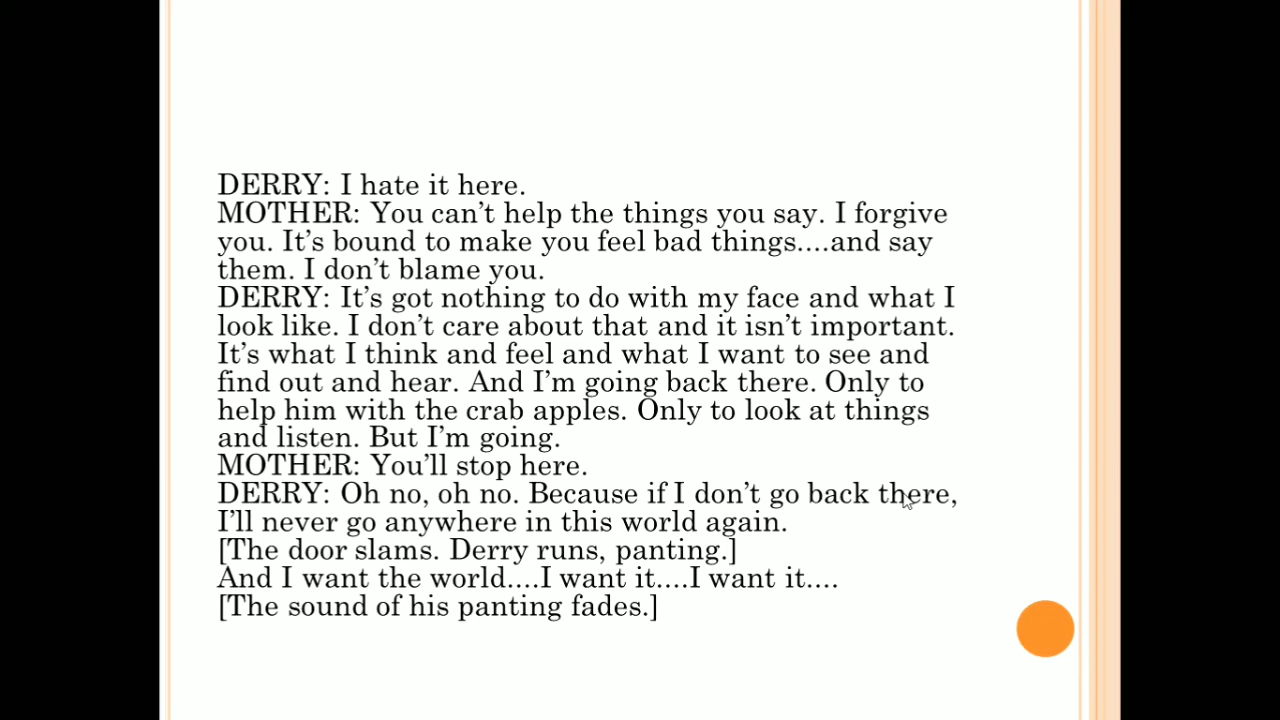 DERRY: I hate it here.
MOTHER: You can’t help the things you say. I forgive
you. It’s bound to make you feel bad things....and say
them. I don’t blame you.
DERRY: It’s got nothing to do with my face and what I
look like. I don’t care about that and it isn’t important.
It’s what I think and feel and what I want to see and
find out and hear. And I’m going back there. Only to
help him with the crab apples. Only to look at things
and listen. But I’m going.
MOTHER: You’ll stop here.
DERRY: Oh no, oh no. Because if I don’t go back there,
I’ll never go anywhere in this world again.
[The door slams. Derry runs, panting.]
And I want the world....I want it....I want it....
[The sound of his panting fades.]